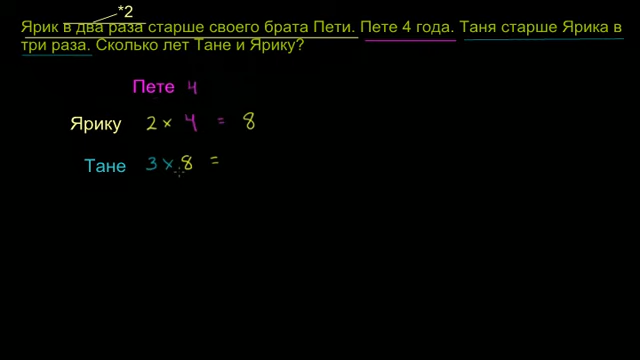 *2
Ярик в два раза старше своего брата Пети. Пете 4 года. Таня старше Ярика в
три раза. Сколько лет Тане и Ярику?
Пете 4
Ярику 2 × 4 = 8
Тане 3 × 8 =